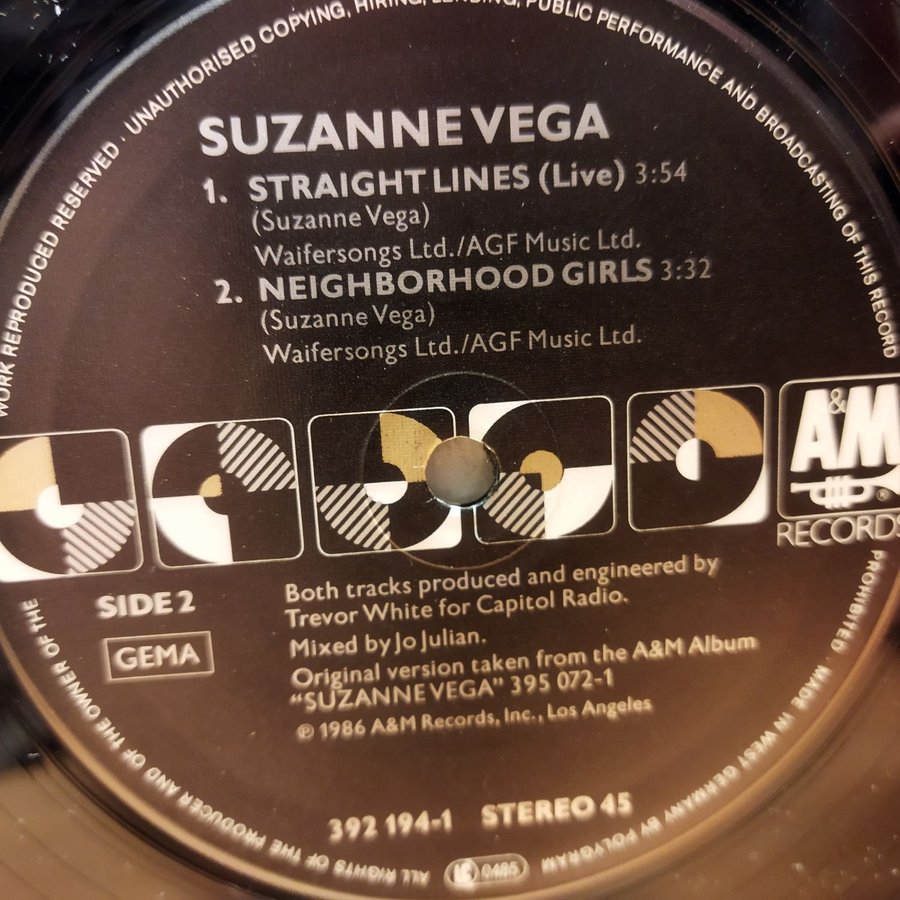 SUZANNE VEGA
1. STRAIGHT LINES (Live) 3:54
(Suzanne Vega)
Waifersongs Ltd./AGF Music Ltd.
2. NEIGHBORHOOD GIRLS 3:32
(Suzanne Vega)
Waifersongs Ltd./AGF Music Ltd.
A&M
®
RECORDS
SIDE 2
GEMA
Both tracks produced and engineered by
Trevor White for Capitol Radio.
Mixed by Jo Julian.
Original version taken from the A&M Album
"SUZANNE VEGA" 395 072-1
℗ 1986 A&M Records, Inc., Los Angeles
392 194-1 STEREO 45
LC 0485
ALL RIGHTS OF THE PRODUCER AND OF THE OWNER OF THE WORK REPRODUCED RESERVED · UNAUTHORISED COPYING, HIRING, LENDING, PUBLIC PERFORMANCE AND BROADCASTING OF THIS RECORD PROHIBITED · MADE IN WEST GERMANY BY POLYGRAM